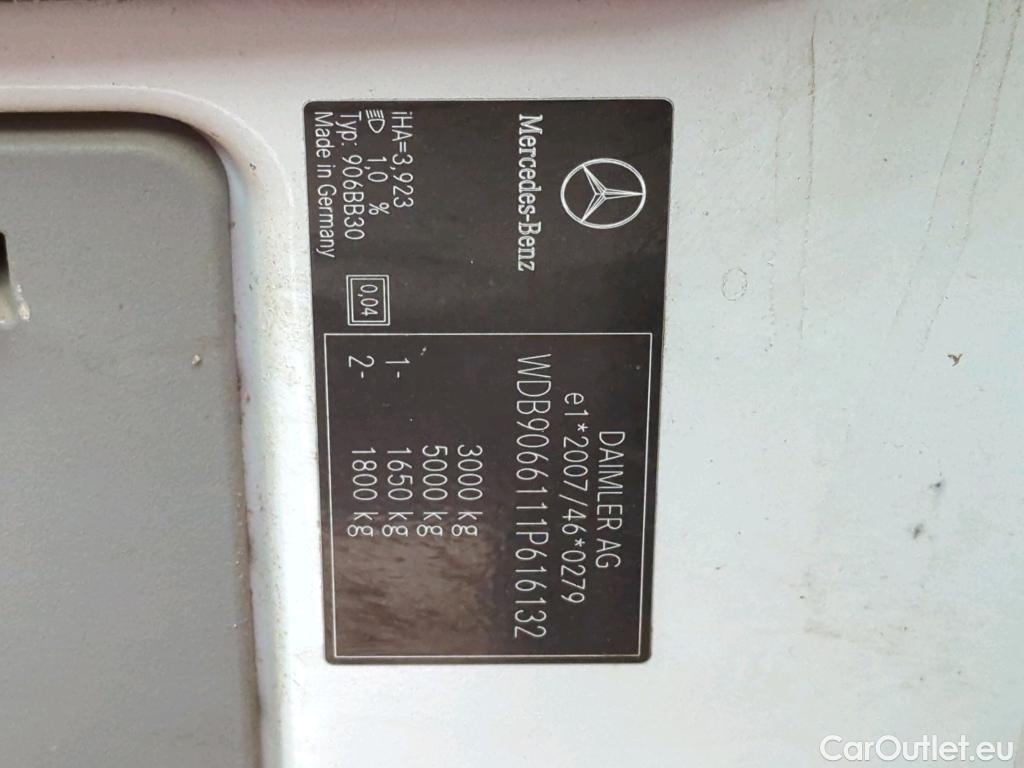 Mercedes-Benz
iHA=3,923
1,0 %
Typ: 906BB30
Made in Germany
0,04
DAIMLER AG
e1*2007/46*0279
WDB9066111P616132
3000 kg
5000 kg
1- 1650 kg
2- 1800 kg
CarOutlet.eu